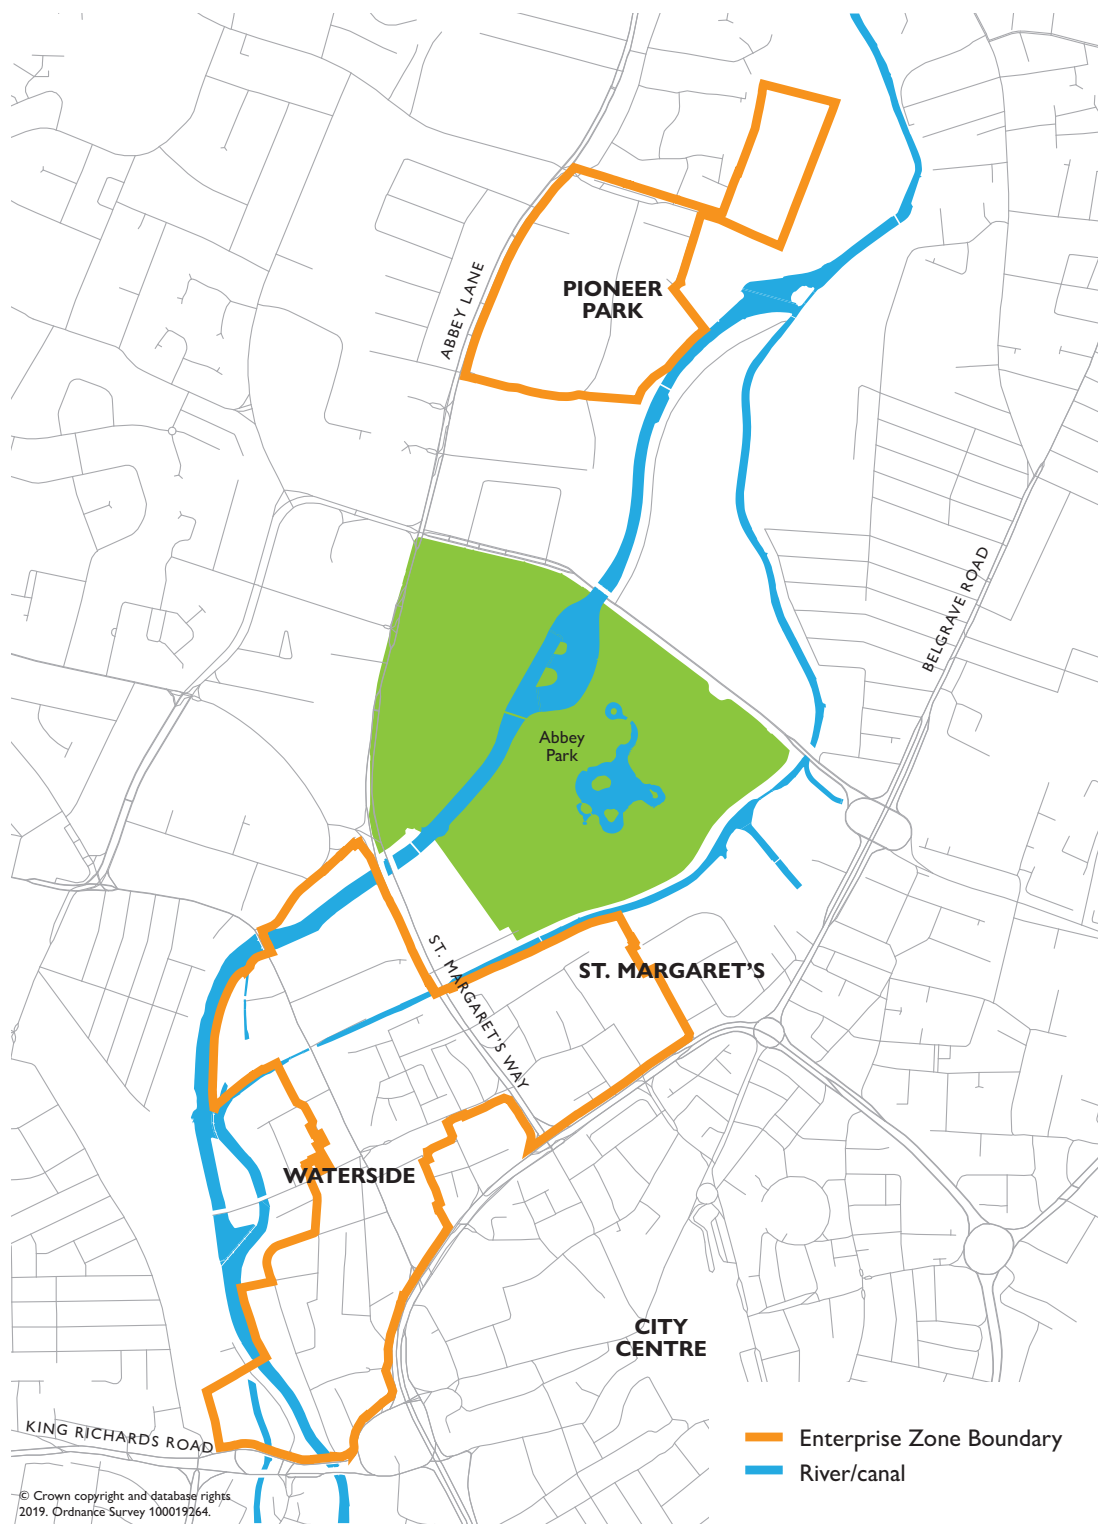 ABBEY LANE
PIONEER
PARK
BELGRAVE ROAD
Abbey
Park
ST. MARGARET'S WAY
ST. MARGARET'S
WATERSIDE
CITY
CENTRE
KING RICHARDS ROAD
Enterprise Zone Boundary
River/canal
© Crown copyright and database rights
2019. Ordnance Survey 100019264.